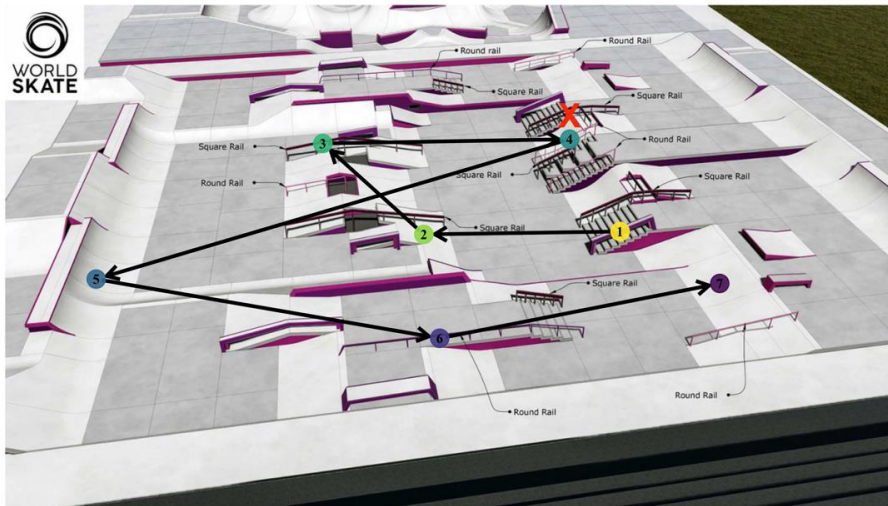 WORLD
SKATE
Round rail
Round Rail
Square Rail
Square Rail
Square Rail
Round Rail
Round Rail
Square Rail
Square Rail
Square Rail
Square Rail
Round Rail
Round Rail
X
3
4
2
1
5
7
6